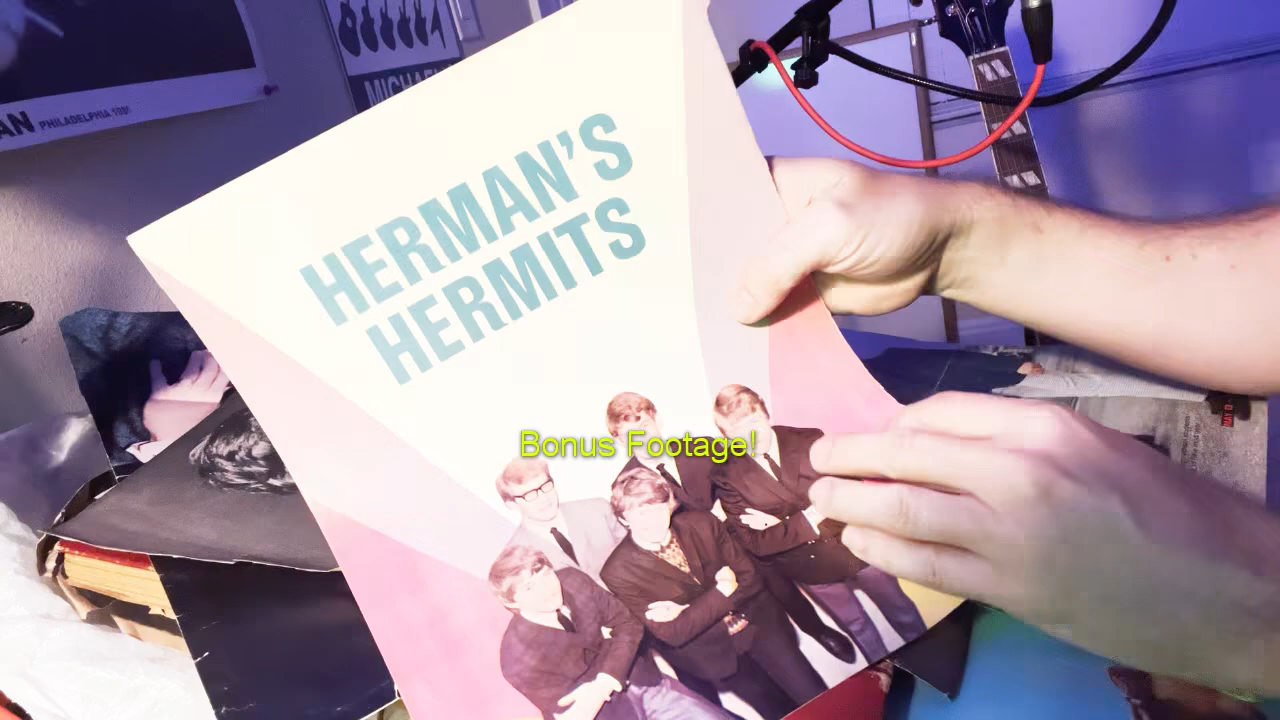 MICHAEL
AN PHILADELPHIA 1981
HERMAN'S
HERMITS
Bonus Footage!